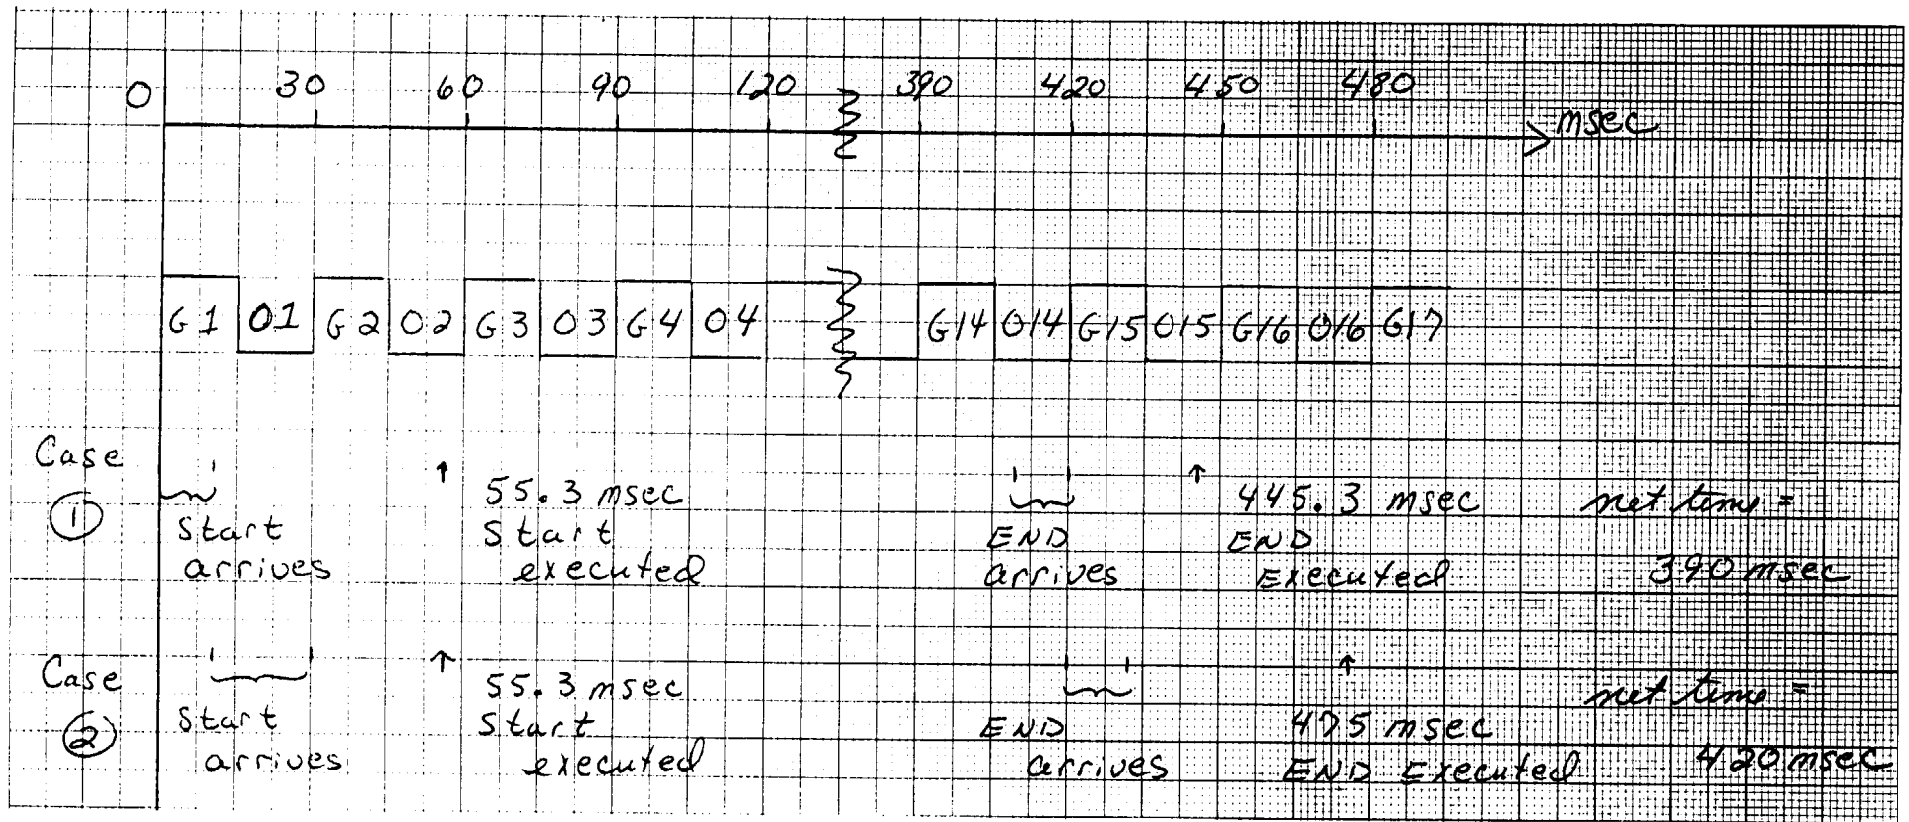 0 30 60 90 120 390 420 450 480
msec
G1 O1 G2 O2 G3 O3 G4 O4 G14 O14 G15 O15 G16 O16 G17
Case
①
Start
arrives
55.3 msec
Start
executed
END
arrives
445.3 msec
END
Executed
net time =
390 msec
Case
②
Start
arrives
55.3 msec
Start
executed
END
arrives
475 msec
END Executed
net time =
420 msec